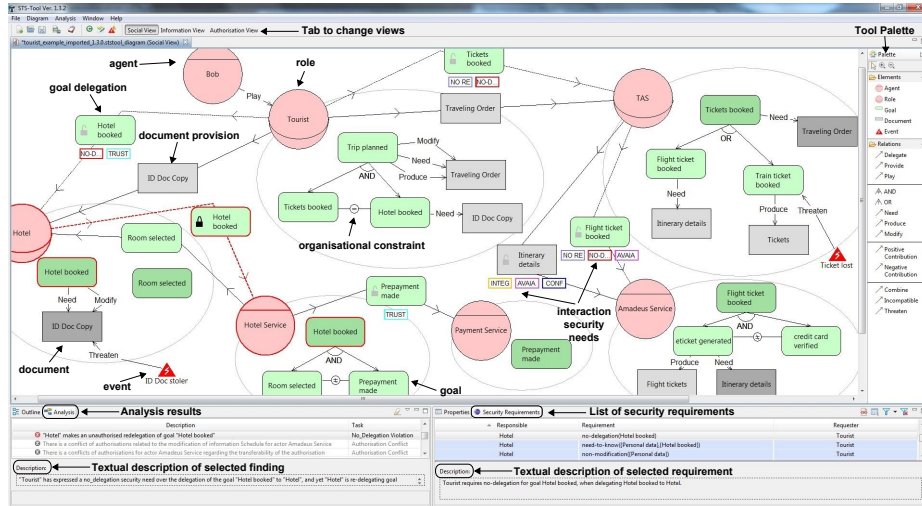 STS-Tool Ver. 1.3.2
File Diagram Analysis Window Help
Social View Information View Authorisation View
Tab to change views
Tool Palette
*tourist_example_imported_1.3.0.ststool_diagram (Social View)
agent
Bob
Play
role
Tourist
goal delegation
Hotel booked
NO-D... TRUST
document provision
ID Doc Copy
Tickets booked
NO RE NO-D...
Traveling Order
TAS
Trip planned
Modify
Need
Produce
Traveling Order
AND
Tickets booked
Hotel booked
Need
ID Doc Copy
organisational constraint
Tickets booked
Need
Traveling Order
OR
Flight ticket booked
Train ticket booked
Need
Produce
Threaten
Itinerary details
Tickets
Ticket lost
Hotel
Hotel booked
Room selected
Hotel booked
Room selected
Need
Modify
ID Doc Copy
document
Threaten
event
ID Doc stoler
Hotel Service
Prepayment made
TRUST
Hotel booked
AND
Room selected
Prepayment made
goal
Payment Service
Prepayment made
Flight ticket booked
NO RE NO-D... AVAIA
Itinerary details
INTEG AVAIA CONF
interaction security needs
Amadeus Service
Flight ticket booked
AND
eticket generated
credit card verified
Produce
Need
Flight tickets
Itinerary details
Palette
Elements
Agent
Role
Goal
Document
Event
Relations
Delegate
Provide
Play
AND
OR
Need
Produce
Modify
Positive Contribution
Negative Contribution
Combine
Incompatible
Threaten
Outline Analysis
Analysis results
Description Task
"Hotel" makes an unauthorised redelegation of goal "Hotel booked" No_Delegation Violation
There is a conflict of authorisations related to the modification of information Schedule for actor Amadeus Service Authorisation Conflict
There is a conflicts of authorisations for actor Amadeus Service regarding the transferability of the authorisation Authorisation Conflict
Description:
Textual description of selected finding
"Tourist" has expressed a no_delegation security need over the delegation of the goal "Hotel booked" to "Hotel", and yet "Hotel" is re-delegating goal
Properties Security Requirements
List of security requirements
Responsible Requirement Requester
Hotel no-delegation(Hotel booked) Tourist
Hotel need-to-know([Personal data],[Hotel booked]) Tourist
Hotel non-modification([Personal data]) Tourist
Description:
Textual description of selected requirement
Tourist requires no-delegation for goal Hotel booked, when delegating Hotel booked to Hotel.